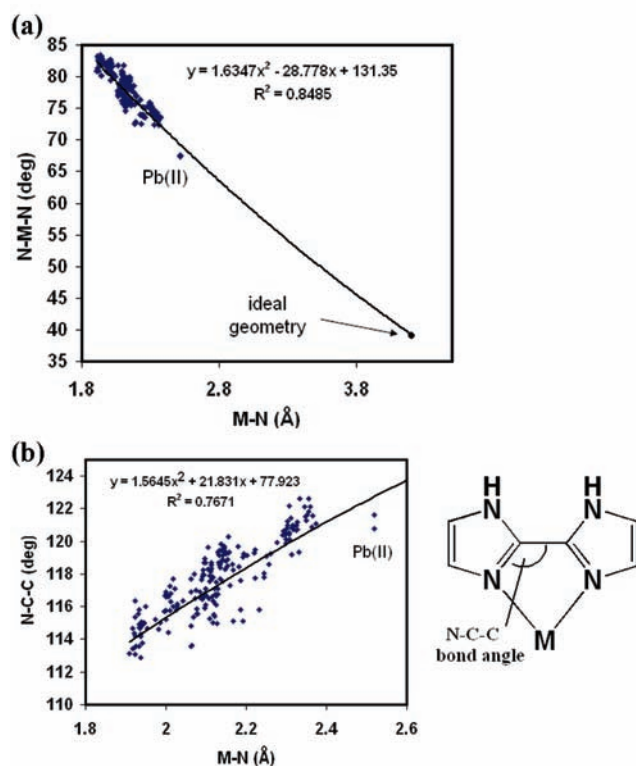 (a)
85
80
75
70
65
60
55
50
45
40
35
N-M-N (deg)
y = 1.6347x² - 28.778x + 131.35
R² = 0.8485
Pb(II)
ideal
geometry
1.8
2.8
3.8
M-N (Å)
(b)
124
122
120
118
116
114
112
110
N-C-C (deg)
y = 1.5645x² + 21.831x + 77.923
R² = 0.7671
Pb(II)
1.8
2
2.2
2.4
2.6
M-N (Å)
H H
N N
N N
N-C-C
bond angle
M